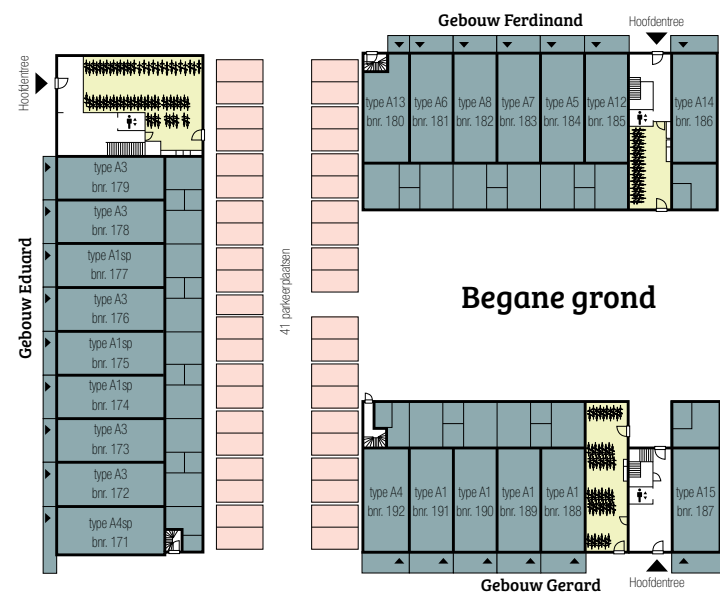 Gebouw Ferdinand
Hoofdentree
Hoofdentree
type A13
bnr. 180
type A6
bnr. 181
type A8
bnr. 182
type A7
bnr. 183
type A5
bnr. 184
type A12
bnr. 185
type A14
bnr. 186
Gebouw Eduard
type A3
bnr. 179
type A3
bnr. 178
type A1sp
bnr. 177
type A3
bnr. 176
type A1sp
bnr. 175
type A1sp
bnr. 174
type A3
bnr. 173
type A3
bnr. 172
type A4sp
bnr. 171
41 parkeerplaatsen
Begane grond
type A4
bnr. 192
type A1
bnr. 191
type A1
bnr. 190
type A1
bnr. 189
type A1
bnr. 188
type A15
bnr. 187
Gebouw Gerard
Hoofdentree